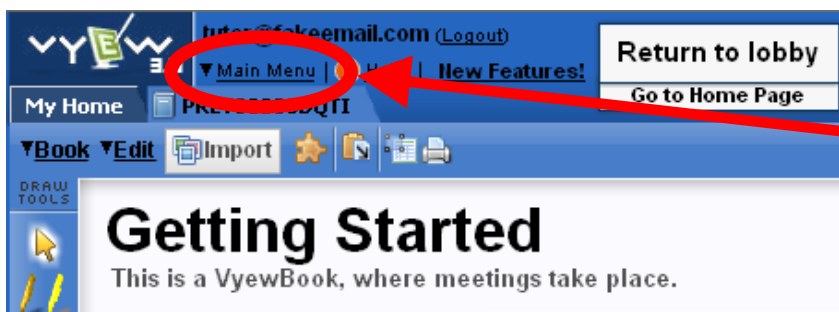 VYEW
tutor@fakeemail.com (Logout)
▼Main Menu | | New Features!
Return to lobby
Go to Home Page
My Home
▼Book ▼Edit Import
DRAW
TOOLS
Getting Started
This is a VyewBook, where meetings take place.